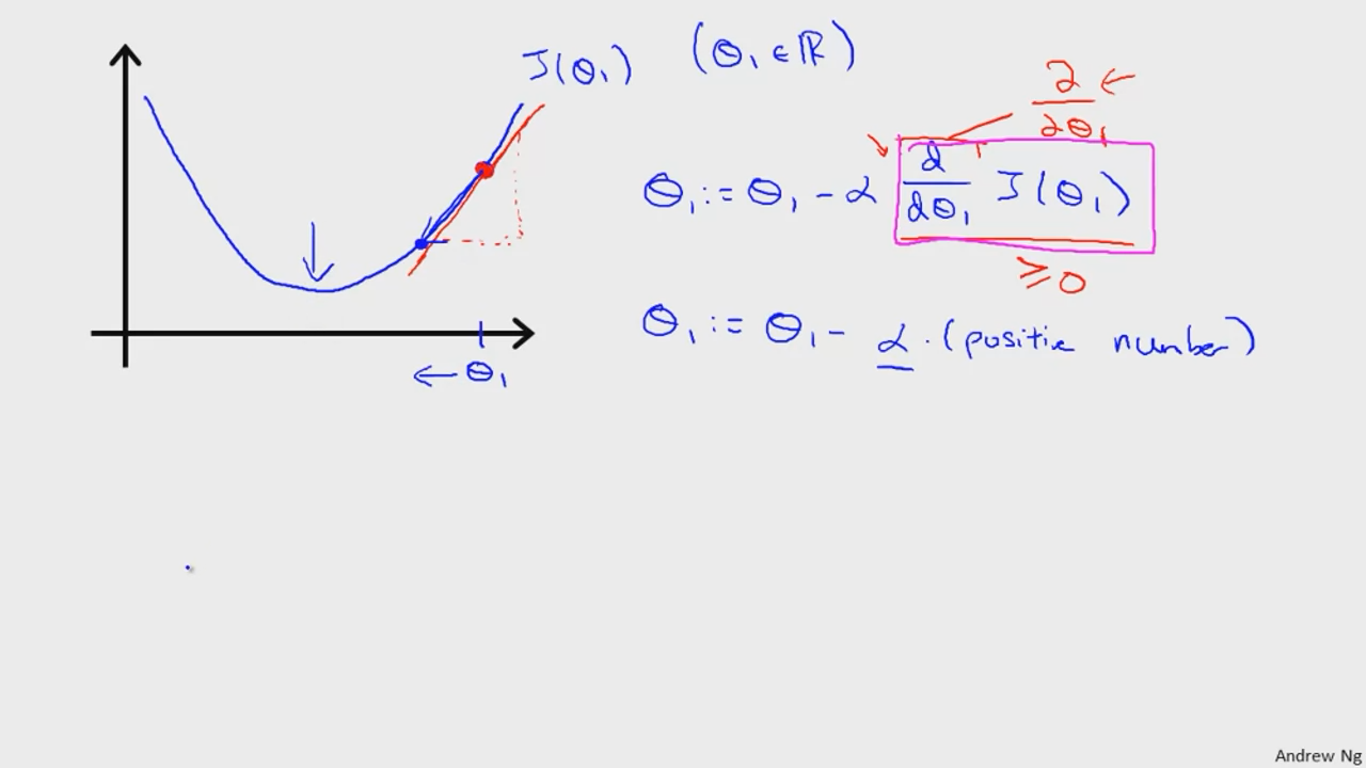 J(θ₁) (θ₁ ∈ ℝ)
∂/∂θ₁ ←
θ₁ := θ₁ - α d/dθ₁ J(θ₁)
≥ 0
θ₁ := θ₁ - α · (positive number)
← θ₁
Andrew Ng